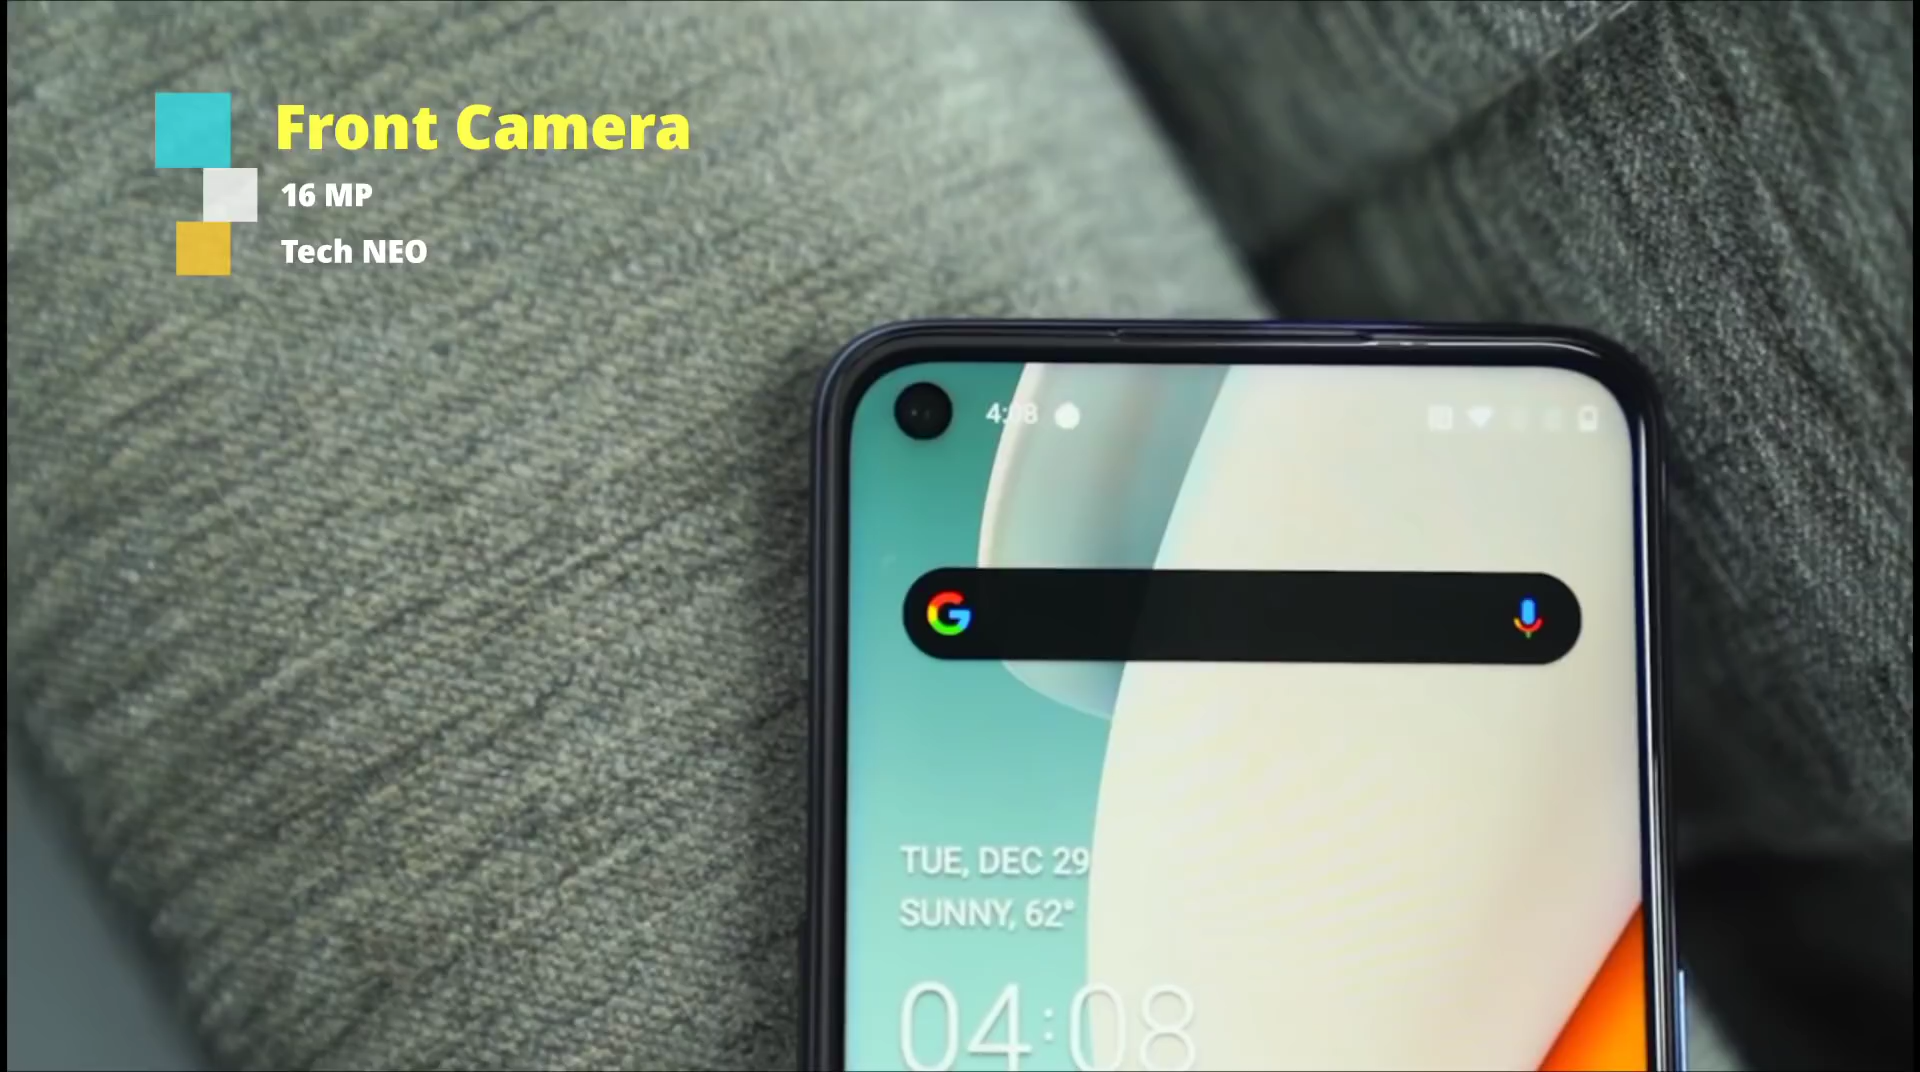 Front Camera
16 MP
Tech NEO
4:08
G
TUE, DEC 29
SUNNY, 62°
04:08